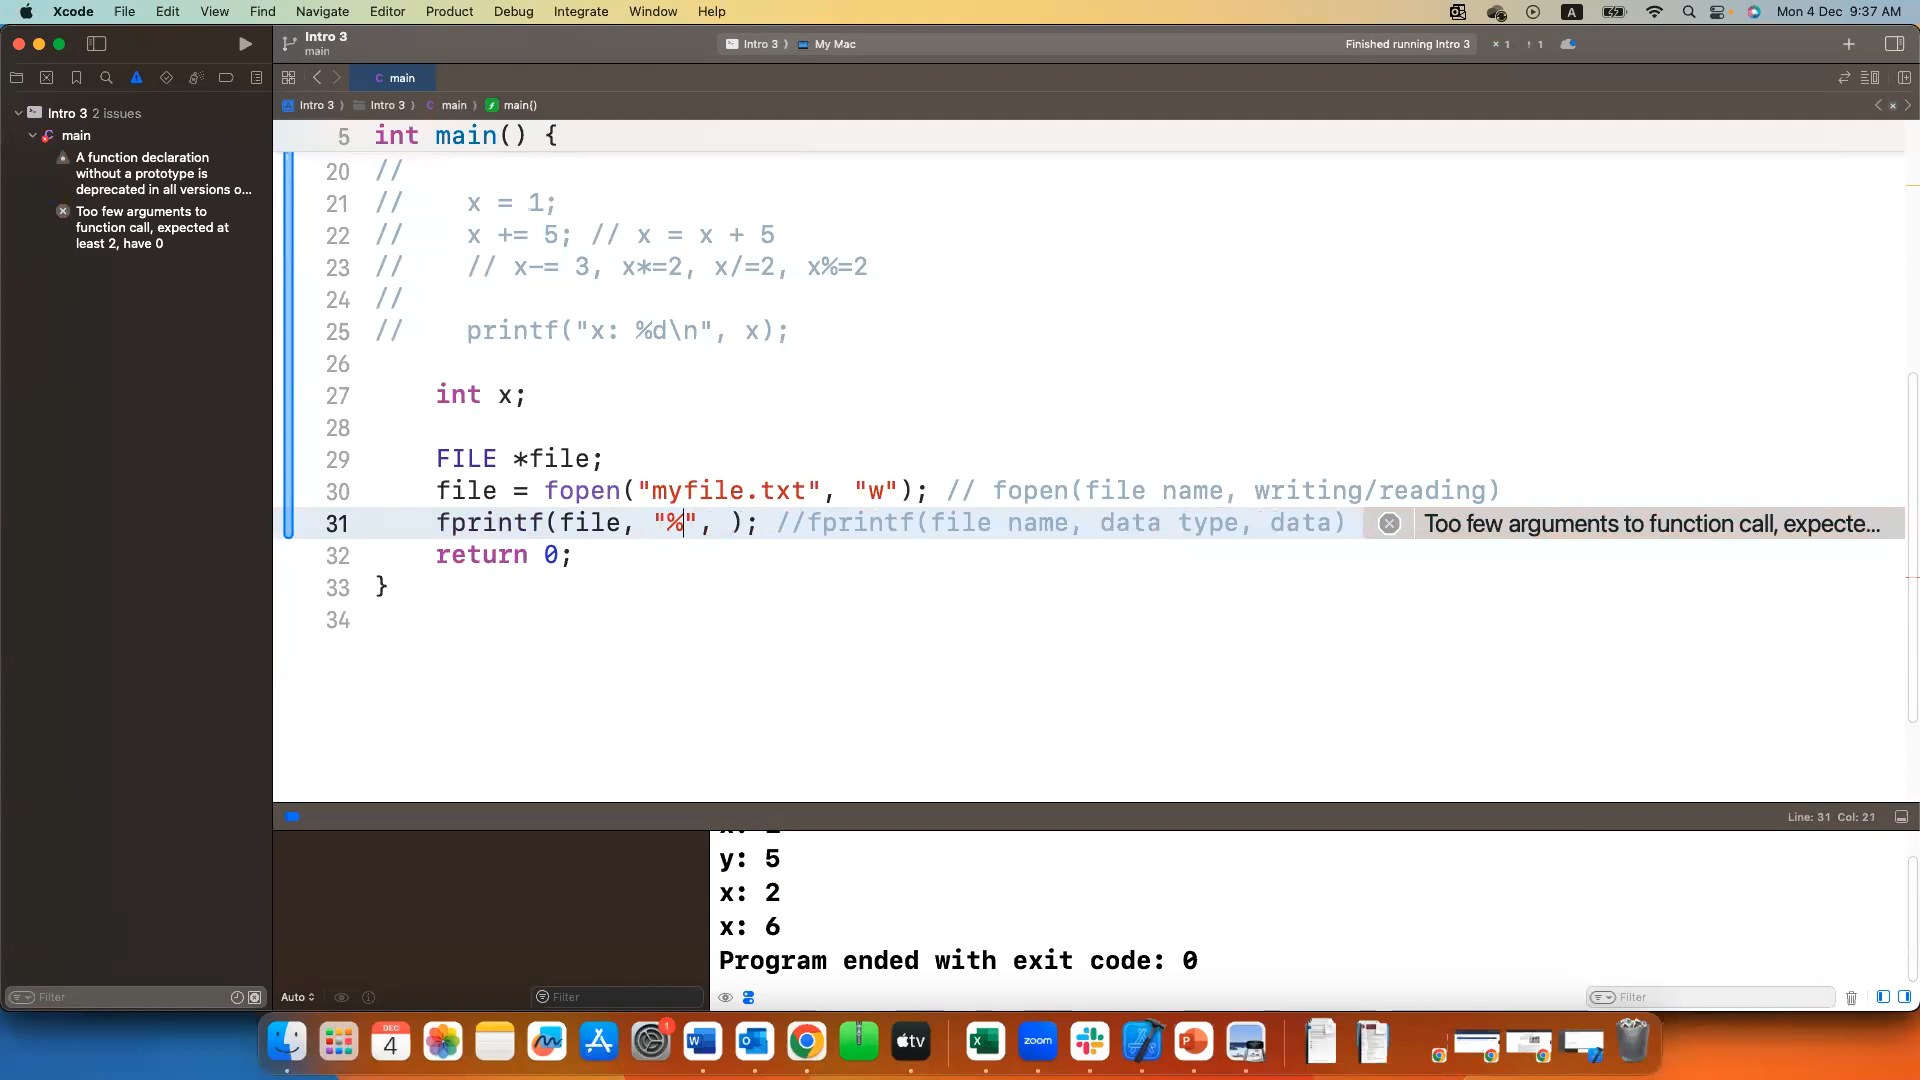 Xcode File Edit View Find Navigate Editor Product Debug Integrate Window Help
A Mon 4 Dec 9:37 AM
Intro 3
main
Intro 3 My Mac
Finished running Intro 3 1 1
main
Intro 3 main main()
Intro 3 Intro 3 2 issues
main
A function declaration
without a prototype is
deprecated in all versions o...
Too few arguments to
function call, expected at
least 2, have 0
5 int main() {
20 //
21 // x = 1;
22 // x += 5; // x = x + 5
23 // // x-= 3, x*=2, x/=2, x%=2
24 //
25 // printf("x: %d\n", x);
26
27 int x;
28
29 FILE *file;
30 file = fopen("myfile.txt", "w"); // fopen(file name, writing/reading)
31 fprintf(file, "%", ); //fprintf(file name, data type, data) Too few arguments to function call, expecte...
32 return 0;
33 }
34
Line: 31 Col: 21
y: 5
x: 2
x: 6
Program ended with exit code: 0
Filter
Auto
Filter
Filter
DEC
4
1
W
tv
X
zoom
P